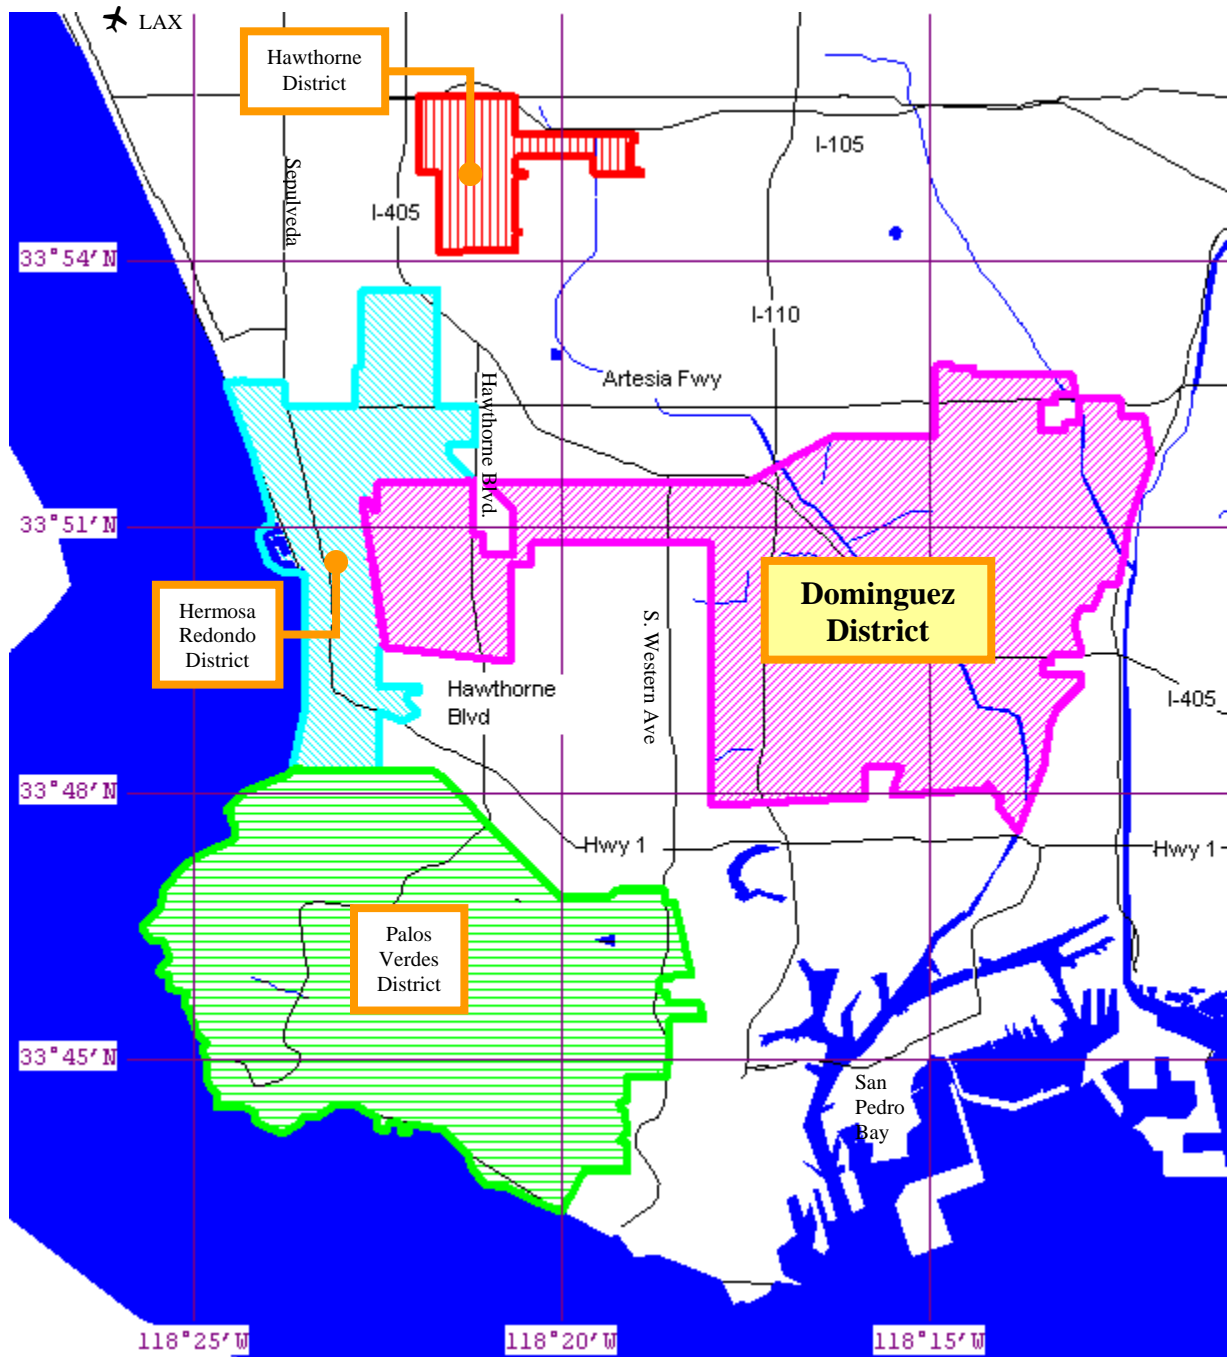 LAX
Hawthorne
District
Sepulveda
I-105
I-405
33°54'N
I-110
Artesia Fwy
Hawthorne Blvd.
33°51'N
Dominguez
District
Hermosa
Redondo
District
S. Western Ave
Hawthorne
Blvd
I-405
33°48'N
Hwy 1
Hwy 1
Palos
Verdes
District
33°45'N
San
Pedro
Bay
118°25'W
118°20'W
118°15'W